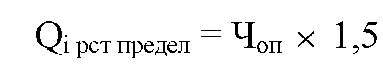 Qi рст предел = Чоп × 1,5